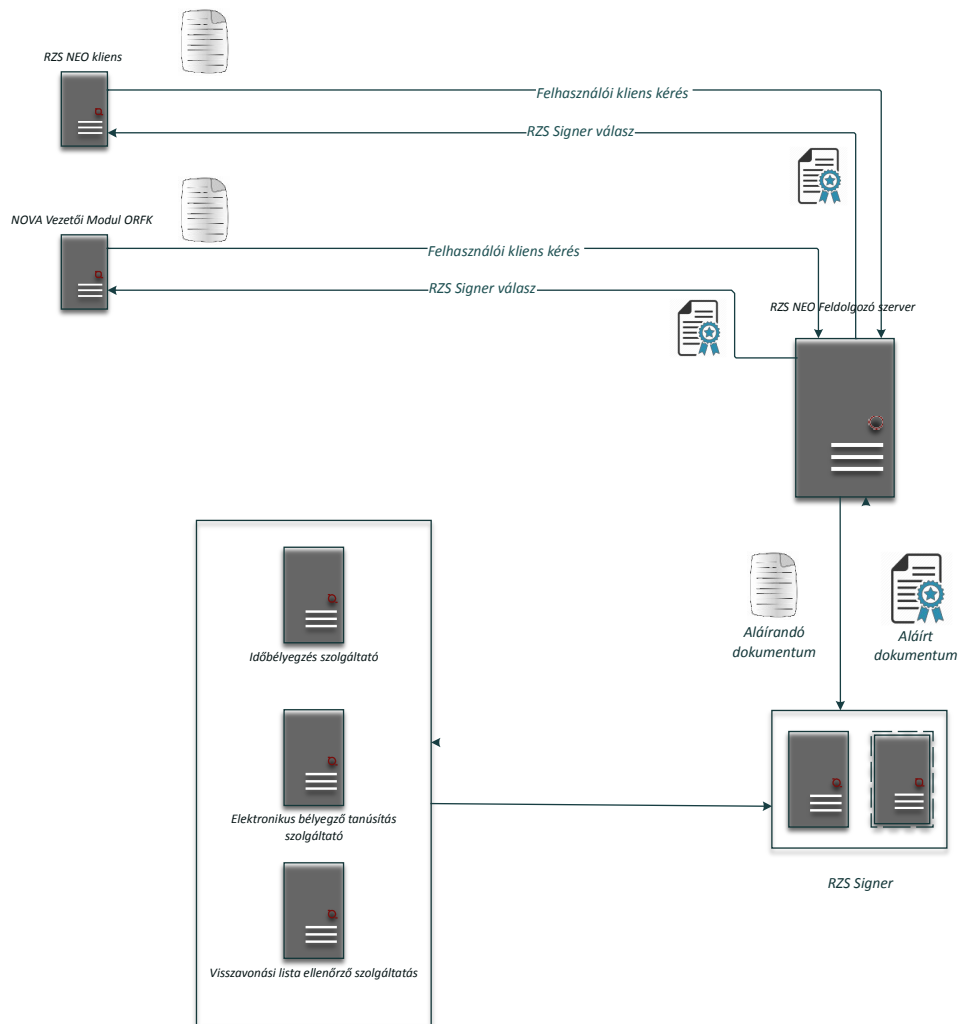 RZS NEO kliens
Felhasználói kliens kérés
RZS Signer válasz
NOVA Vezetői Modul ORFK
Felhasználói kliens kérés
RZS Signer válasz
RZS NEO Feldolgozó szerver
Aláírandó
dokumentum
Aláírt
dokumentum
Időbélyegzés szolgáltató
Elektronikus bélyegző tanúsítás
szolgáltató
RZS Signer
Visszavonási lista ellenőrző szolgáltatás